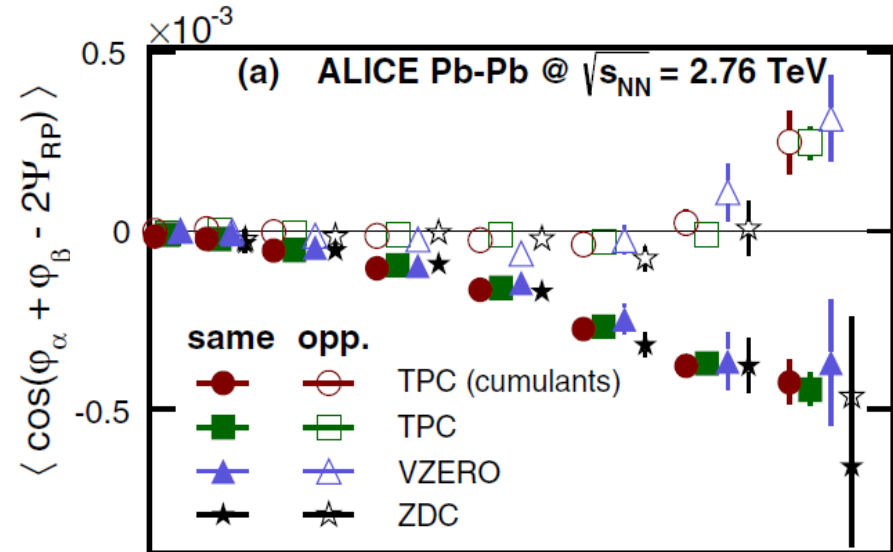 ×10⁻³
0.5
(a) ALICE Pb-Pb @ √s_NN = 2.76 TeV
⟨ cos(φ_α + φ_β - 2Ψ_RP) ⟩
0
same opp.
TPC (cumulants)
-0.5
TPC
VZERO
ZDC